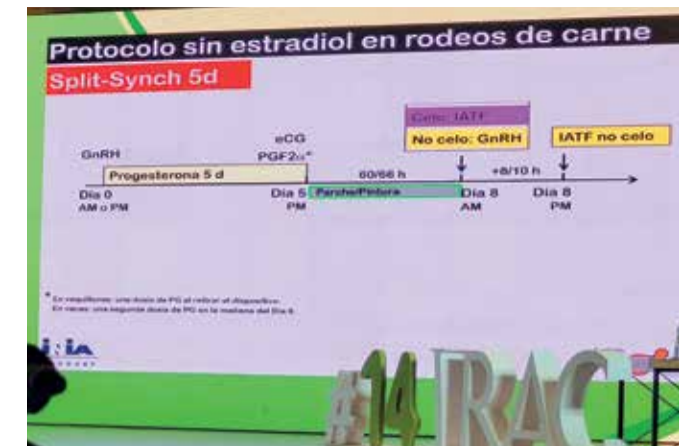 Protocolo sin estradiol en rodeos de carne
Split-Synch 5d
Celo: IATF
eCG
No celo: GnRH
IATF no celo
GnRH
PGF2α*
Progesterona 5 d
60/66 h
+8/10 h
Día 0
Día 5
Parche/Pintura
Día 8
Día 8
AM o PM
PM
AM
PM
* En vaquillonas: una dosis de PG al retirar el dispositivo.
En vacas: una segunda dosis de PG en la mañana del Día 6.
#14 IRAC